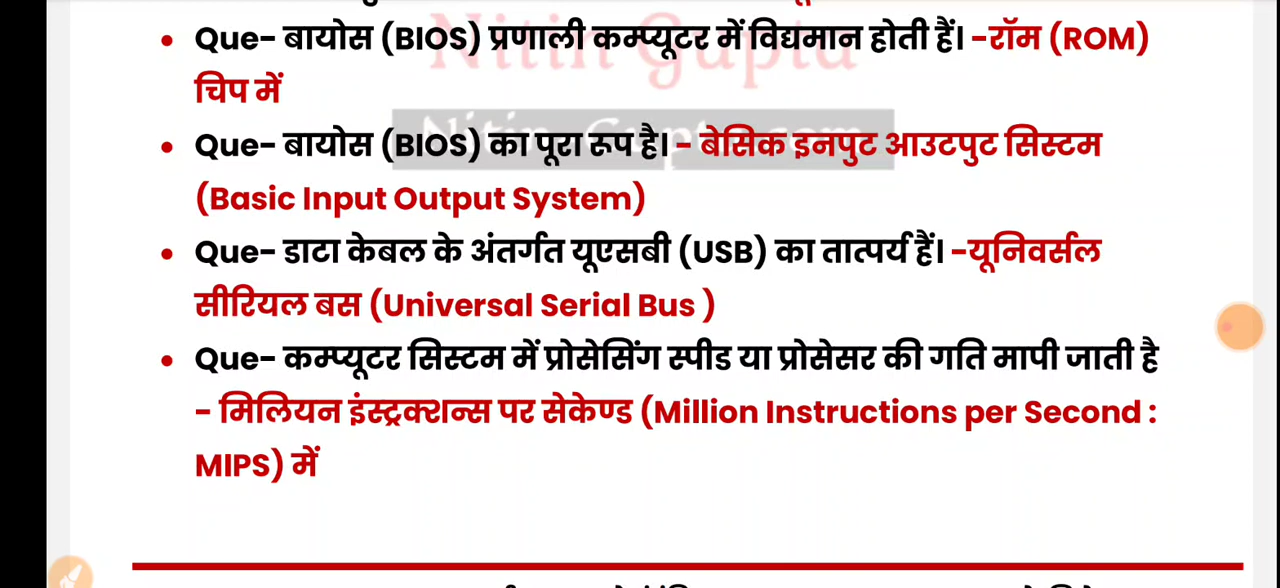 Nitin Gupta
• Que- बायोस (BIOS) प्रणाली कम्प्यूटर में विद्यमान होती हैं। -रॉम (ROM)
चिप में
• Que- बायोस (BIOS) का पूरा रूप है। - बेसिक इनपुट आउटपुट सिस्टम
(Basic Input Output System)
• Que- डाटा केबल के अंतर्गत यूएसबी (USB) का तात्पर्य हैं। -यूनिवर्सल
सीरियल बस (Universal Serial Bus )
• Que- कम्प्यूटर सिस्टम में प्रोसेसिंग स्पीड या प्रोसेसर की गति मापी जाती है
- मिलियन इंस्ट्रक्शन्स पर सेकेण्ड (Million Instructions per Second :
MIPS) में